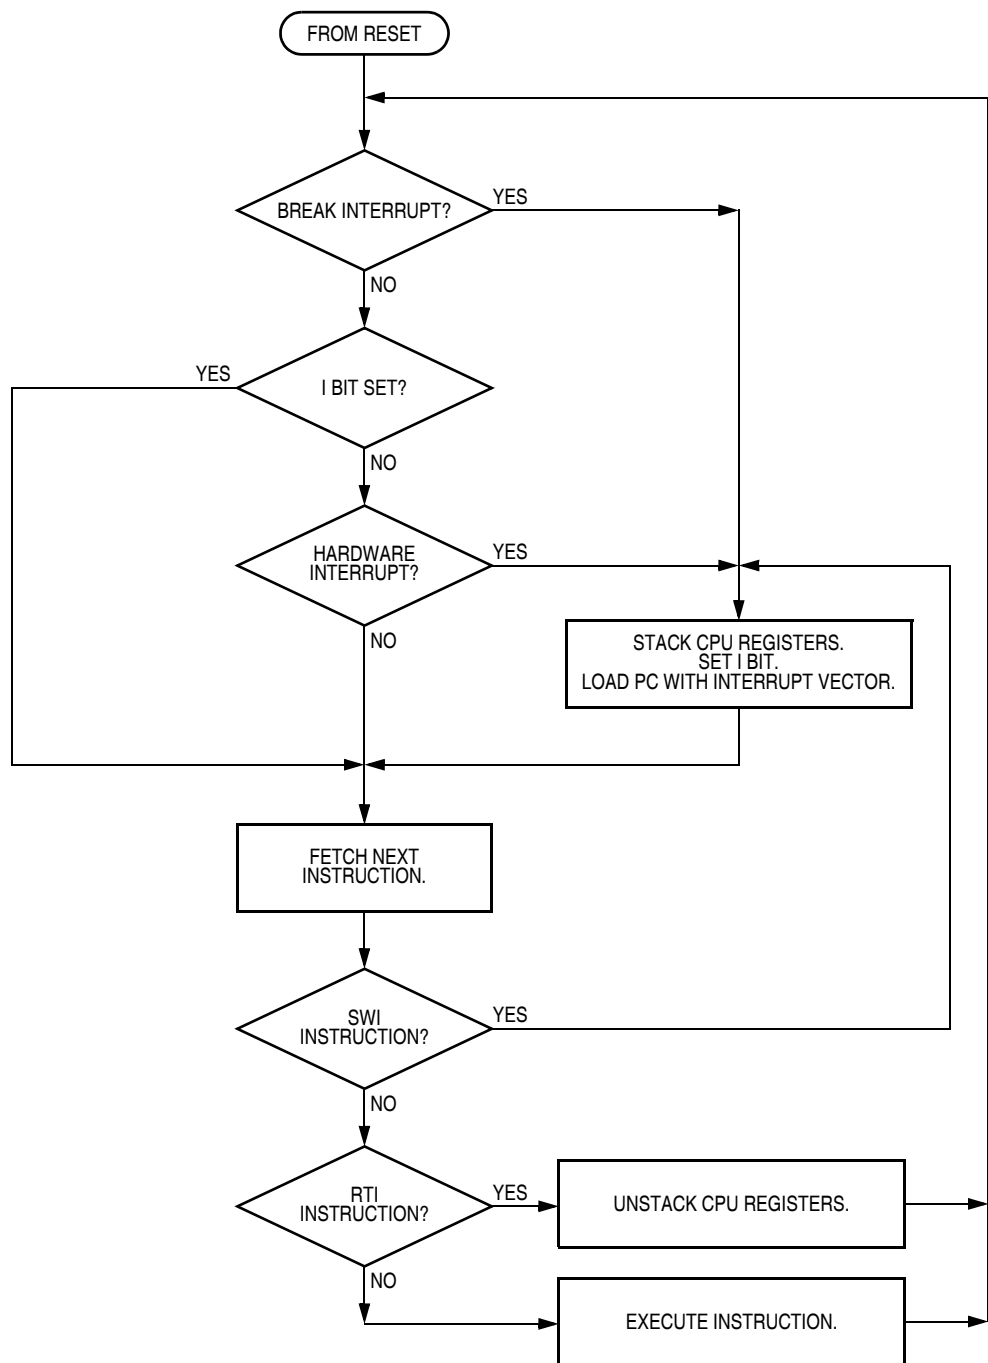 FROM RESET
BREAK INTERRUPT?
YES
NO
YES
I BIT SET?
NO
HARDWARE
INTERRUPT?
YES
NO
STACK CPU REGISTERS.
SET I BIT.
LOAD PC WITH INTERRUPT VECTOR.
FETCH NEXT
INSTRUCTION.
SWI
INSTRUCTION?
YES
NO
RTI
INSTRUCTION?
YES
UNSTACK CPU REGISTERS.
NO
EXECUTE INSTRUCTION.